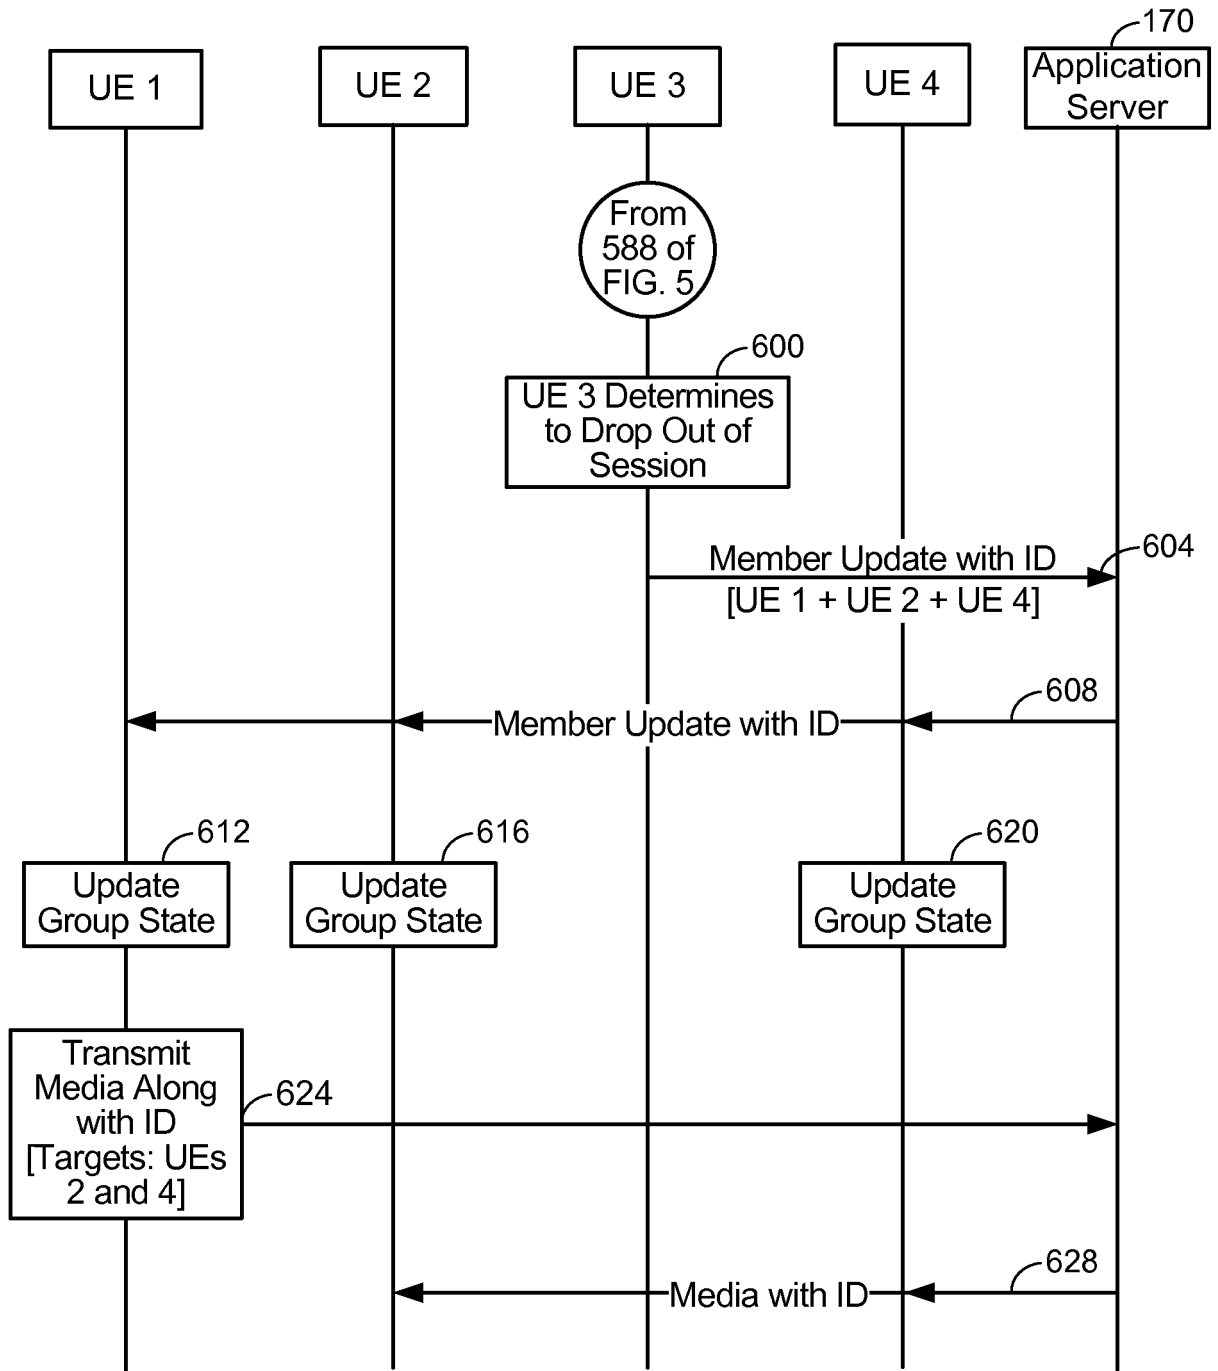 170
UE 1
UE 2
UE 3
UE 4
Application
Server
From
588 of
FIG. 5
600
UE 3 Determines
to Drop Out of
Session
Member Update with ID
604
[UE 1 + UE 2 + UE 4]
608
Member Update with ID
612
616
620
Update
Group State
Update
Group State
Update
Group State
Transmit
Media Along
with ID
[Targets: UEs
2 and 4]
624
628
Media with ID